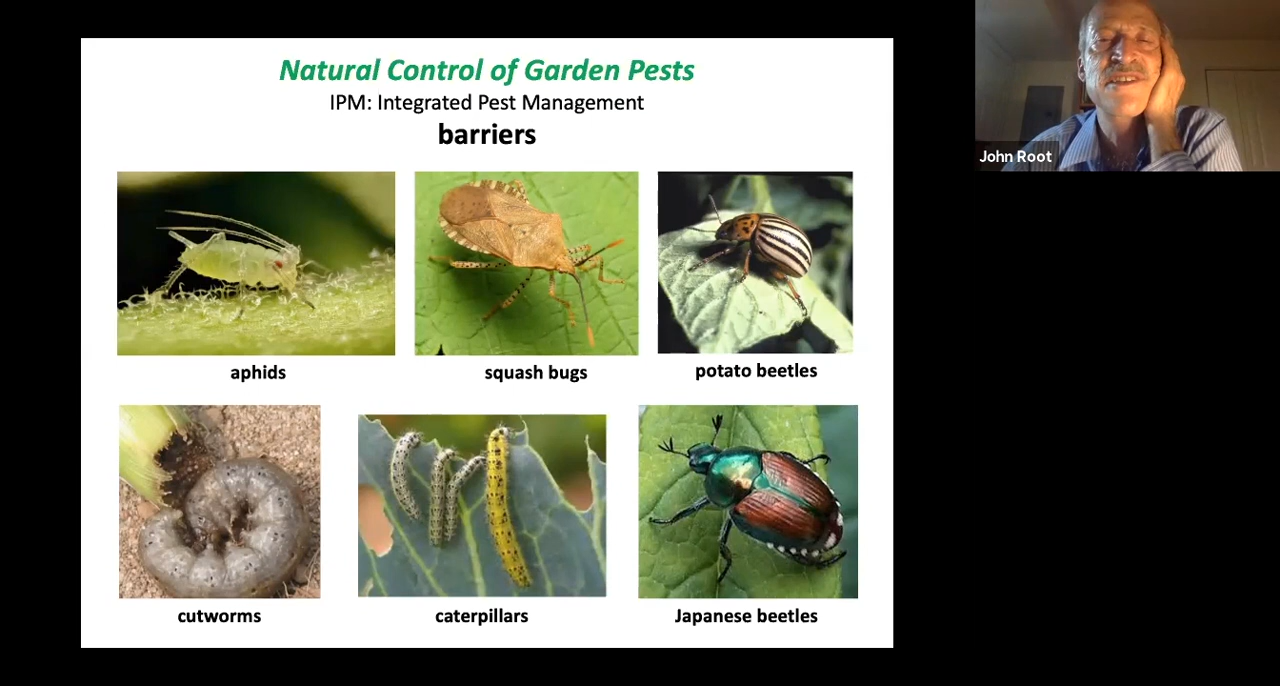 Natural Control of Garden Pests
IPM: Integrated Pest Management
barriers
John Root
aphids
squash bugs
potato beetles
cutworms
caterpillars
Japanese beetles